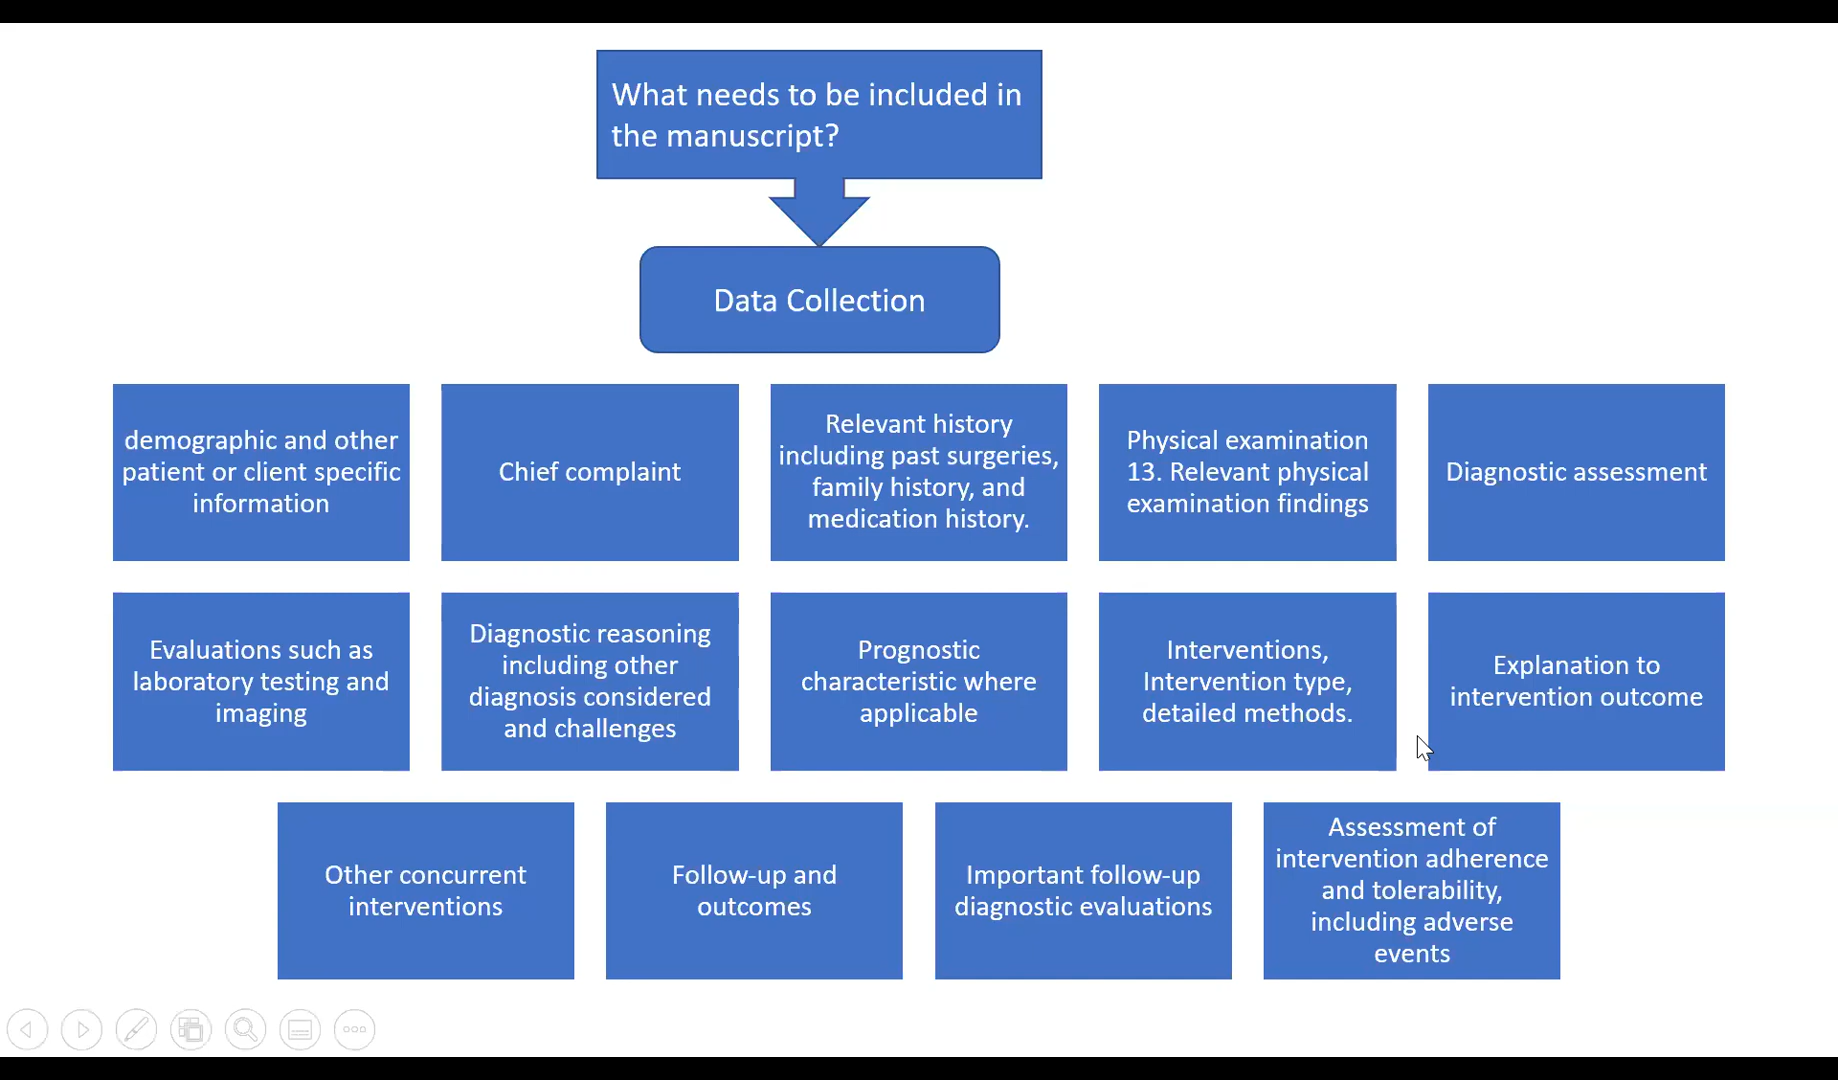 What needs to be included in
the manuscript?
Data Collection
demographic and other
patient or client specific
information
Chief complaint
Relevant history
including past surgeries,
family history, and
medication history.
Physical examination
13. Relevant physical
examination findings
Diagnostic assessment
Evaluations such as
laboratory testing and
imaging
Diagnostic reasoning
including other
diagnosis considered
and challenges
Prognostic
characteristic where
applicable
Interventions,
Intervention type,
detailed methods.
Explanation to
intervention outcome
Other concurrent
interventions
Follow-up and
outcomes
Important follow-up
diagnostic evaluations
Assessment of
intervention adherence
and tolerability,
including adverse
events